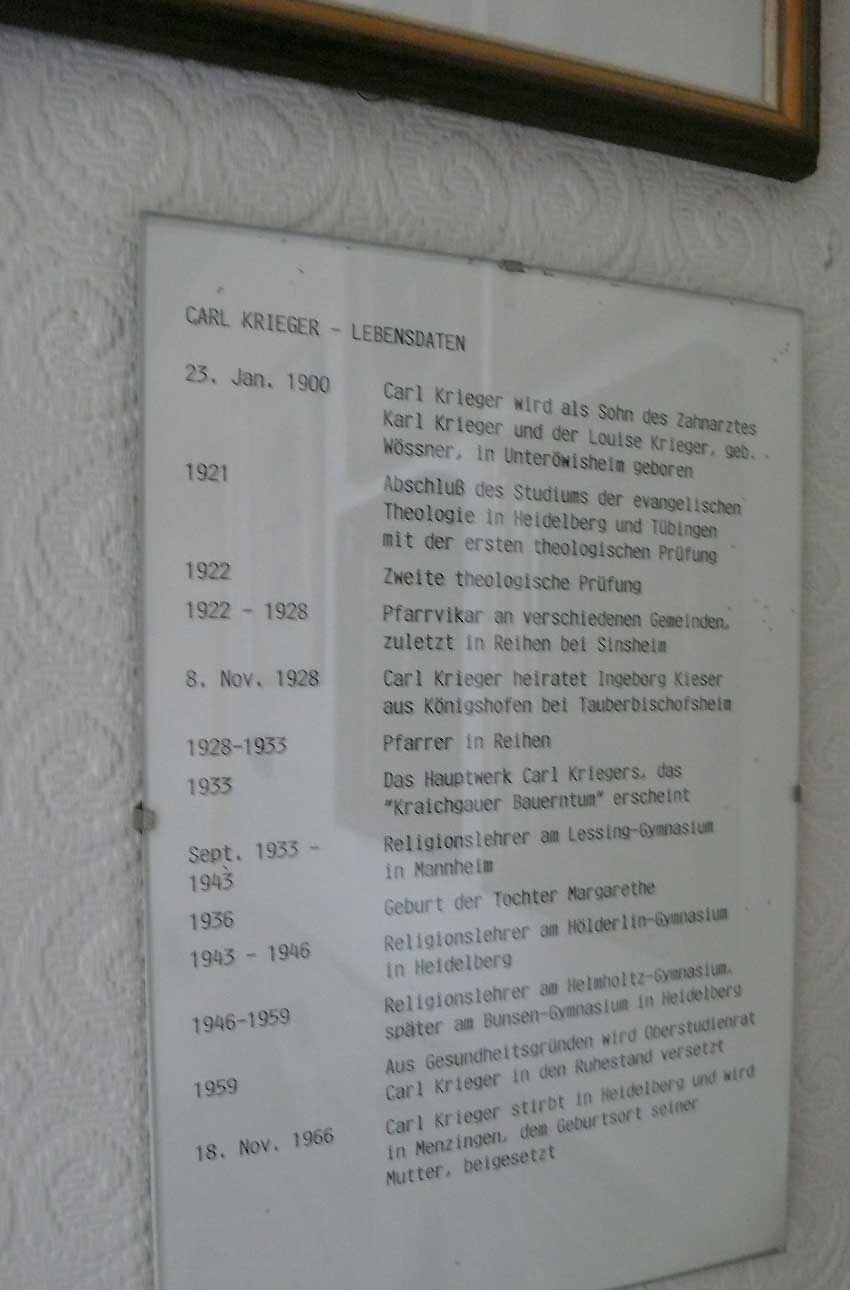 CARL KRIEGER - LEBENSDATEN
23. Jan. 1900 Carl Krieger wird als Sohn des Zahnarztes
Karl Krieger und der Louise Krieger, geb.
Wössner, in Unteröwisheim geboren
1921 Abschluß des Studiums der evangelischen
Theologie in Heidelberg und Tübingen
mit der ersten theologischen Prüfung
1922 Zweite theologische Prüfung
1922 - 1928 Pfarrvikar an verschiedenen Gemeinden,
zuletzt in Reihen bei Sinsheim
8. Nov. 1928 Carl Krieger heiratet Ingeborg Kieser
aus Königshofen bei Tauberbischofsheim
1928-1933 Pfarrer in Reihen
1933 Das Hauptwerk Carl Kriegers, das
"Kraichgauer Bauerntum" erscheint
Sept. 1933 - Religionslehrer am Lessing-Gymnasium
1943 in Mannheim
1936 Geburt der Tochter Margarethe
1943 - 1946 Religionslehrer am Hölderlin-Gymnasium
in Heidelberg
1946-1959 Religionslehrer am Helmholtz-Gymnasium,
später am Bunsen-Gymnasium in Heidelberg
1959 Aus Gesundheitsgründen wird Oberstudienrat
Carl Krieger in den Ruhestand versetzt
18. Nov. 1966 Carl Krieger stirbt in Heidelberg und wird
in Menzingen, dem Geburtsort seiner
Mutter, beigesetzt